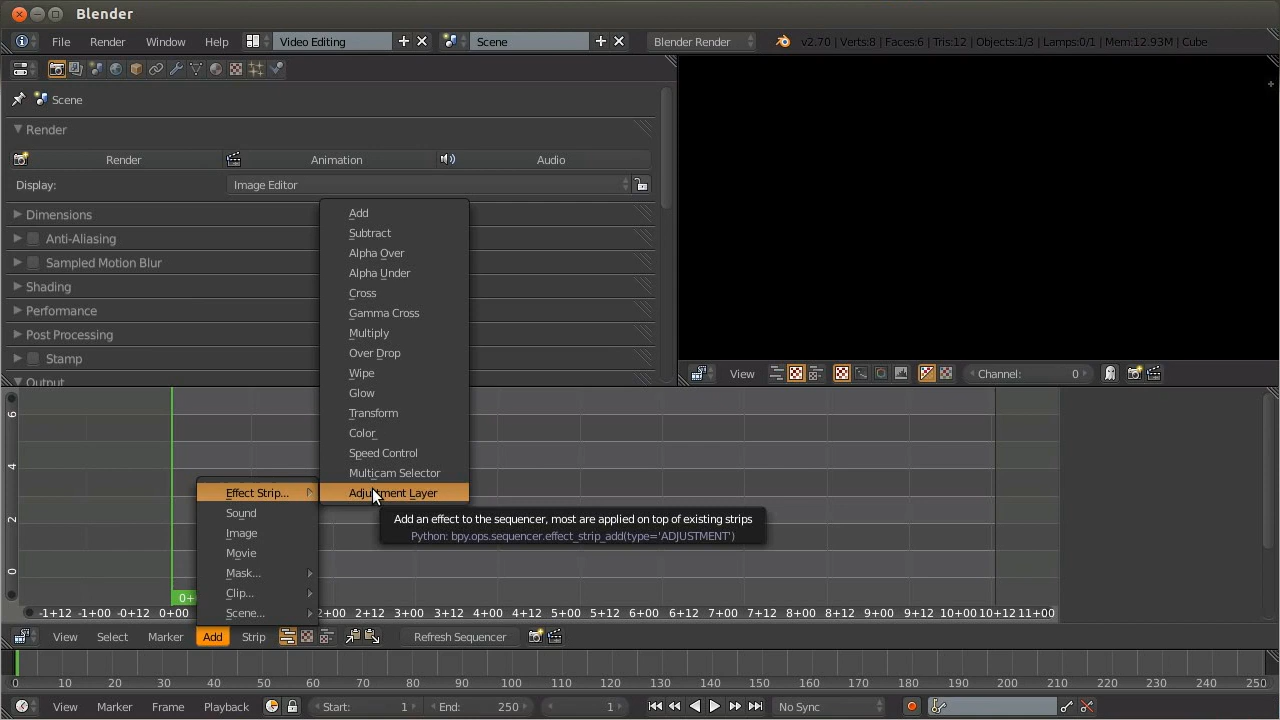 Blender
File Render Window Help Video Editing Scene Blender Render v2.70 | Verts:8 | Faces:6 | Tris:12 | Objects:1/3 | Lamps:0/1 | Mem:12.93M | Cube
Scene
Render
Render Animation Audio
Display: Image Editor
Dimensions
Anti-Aliasing
Sampled Motion Blur
Shading
Performance
Post Processing
Stamp
Output
View Channel: 0
Add
Subtract
Alpha Over
Alpha Under
Cross
Gamma Cross
Multiply
Over Drop
Wipe
Glow
Transform
Color
Speed Control
Multicam Selector
Adjustment Layer
Add an effect to the sequencer, most are applied on top of existing strips
Python: bpy.ops.sequencer.effect_strip_add(type='ADJUSTMENT')
Effect Strip...
Sound
Image
Movie
Mask...
Clip...
Scene...
6
4
2
0
0+
-1+12 -1+00 -0+12 0+00 2+00 2+12 3+00 3+12 4+00 4+12 5+00 5+12 6+00 6+12 7+00 7+12 8+00 8+12 9+00 9+12 10+00 10+12 11+00
View Select Marker Add Strip Refresh Sequencer
0 10 20 30 40 50 60 70 80 90 100 110 120 130 140 150 160 170 180 190 200 210 220 230 240 250
View Marker Frame Playback Start: 1 End: 250 1 No Sync